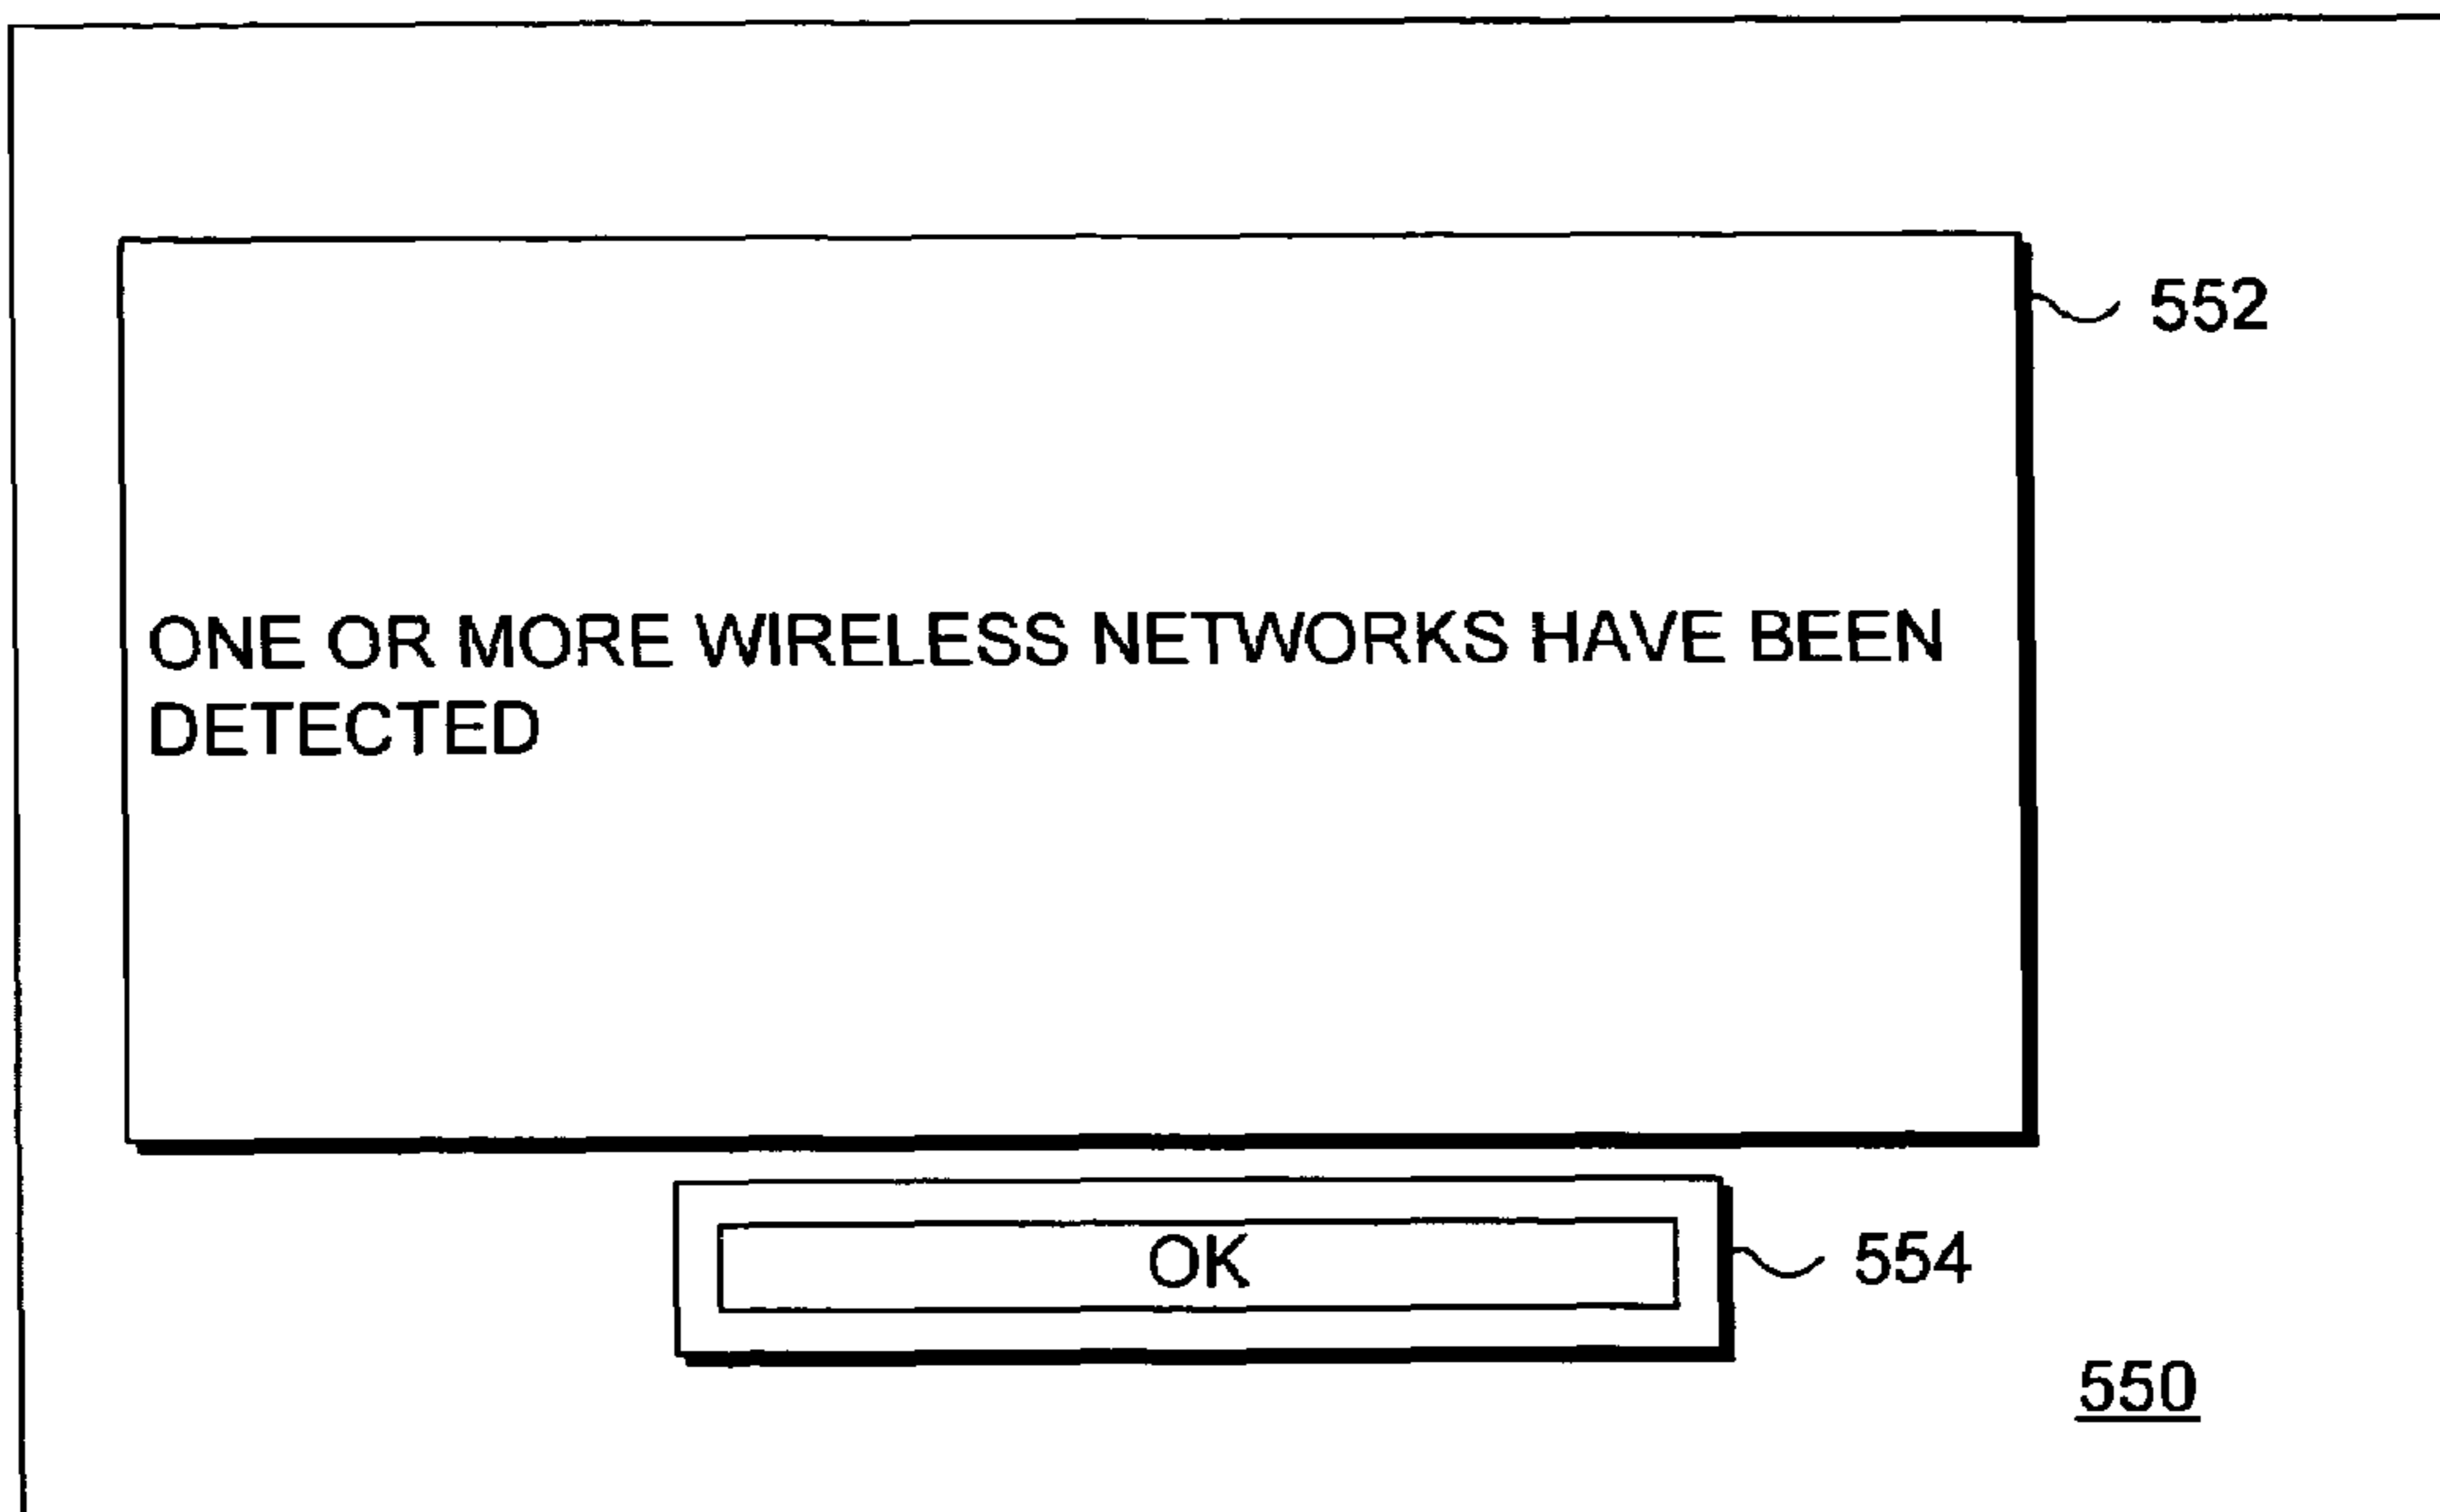 552
ONE OR MORE WIRELESS NETWORKS HAVE BEEN
DETECTED
OK
554
550